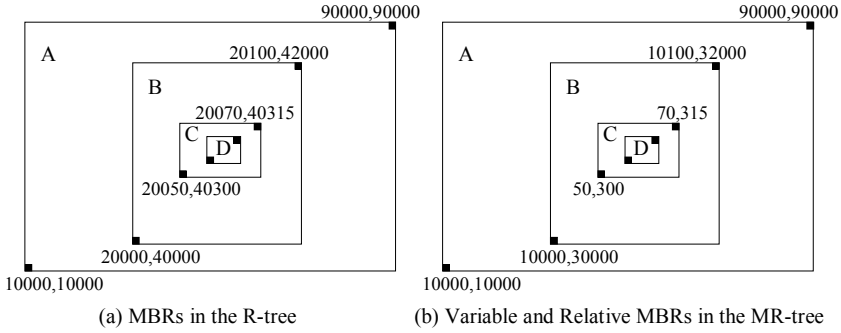 90000,90000
A
20100,42000
B
20070,40315
C
D
20050,40300
20000,40000
10000,10000
(a) MBRs in the R-tree
90000,90000
A
10100,32000
B
70,315
C
D
50,300
10000,30000
10000,10000
(b) Variable and Relative MBRs in the MR-tree